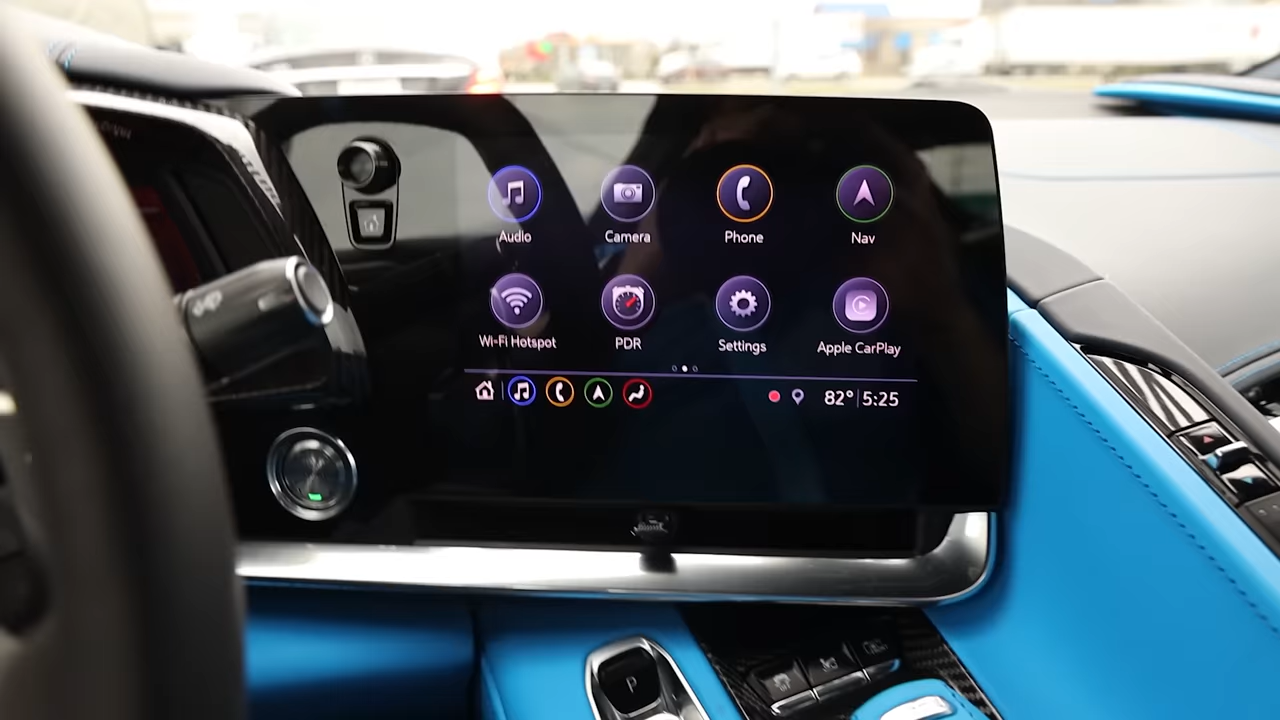 Audio
Camera
Phone
Nav
Wi-Fi Hotspot
PDR
Settings
Apple CarPlay
82° 5:25
P